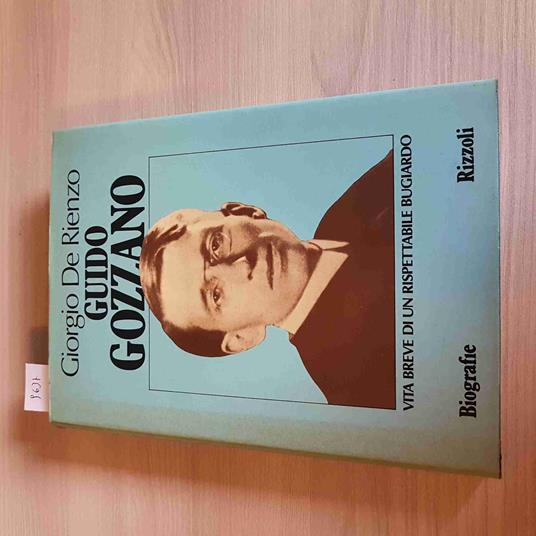 Giorgio De Rienzo
GUIDO
GOZZANO
VITA BREVE DI UN RISPETTABILE BUGIARDO
Biografie
Rizzoli